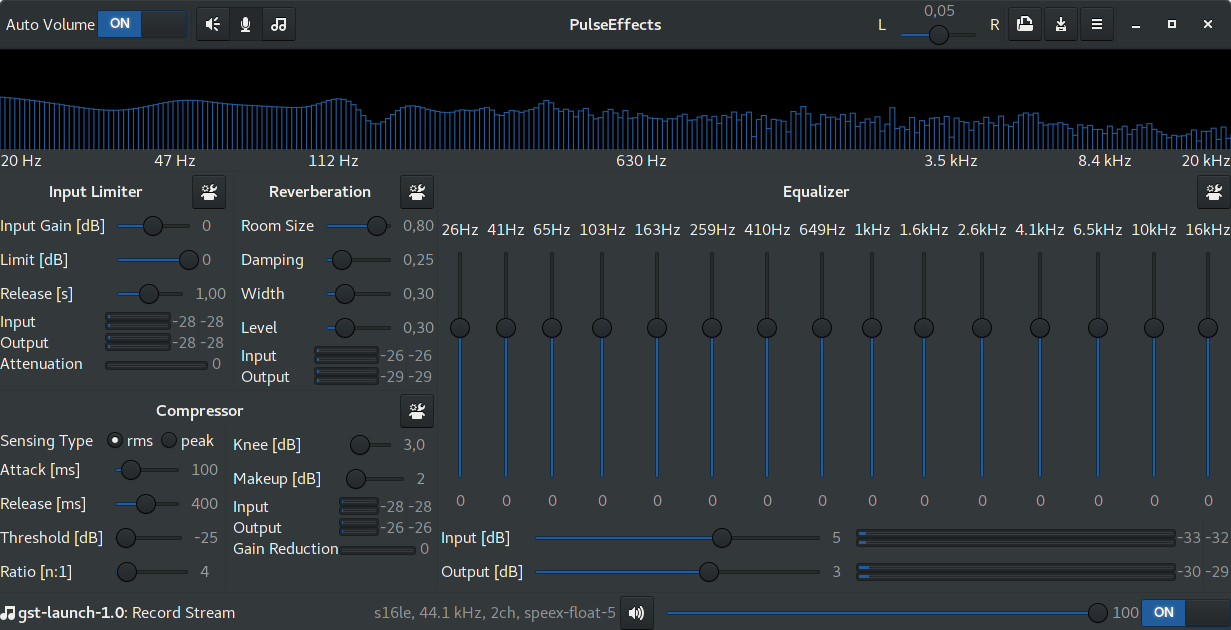 Auto Volume ON PulseEffects L 0,05 R
20 Hz 47 Hz 112 Hz 630 Hz 3.5 kHz 8.4 kHz 20 kHz
Input Limiter
Input Gain [dB] 0
Limit [dB] 0
Release [s] 1,00
Input -28 -28
Output -28 -28
Attenuation 0
Reverberation
Room Size 0,80
Damping 0,25
Width 0,30
Level 0,30
Input -26 -26
Output -29 -29
Compressor
Sensing Type rms peak
Attack [ms] 100
Release [ms] 400
Threshold [dB] -25
Ratio [n:1] 4
Knee [dB] 3,0
Makeup [dB] 2
Input -28 -28
Output -26 -26
Gain Reduction 0
Equalizer
26Hz 41Hz 65Hz 103Hz 163Hz 259Hz 410Hz 649Hz 1kHz 1.6kHz 2.6kHz 4.1kHz 6.5kHz 10kHz 16kHz
0 0 0 0 0 0 0 0 0 0 0 0 0 0 0
Input [dB] 5 -33 -32
Output [dB] 3 -30 -29
gst-launch-1.0: Record Stream s16le, 44.1 kHz, 2ch, speex-float-5 100 ON